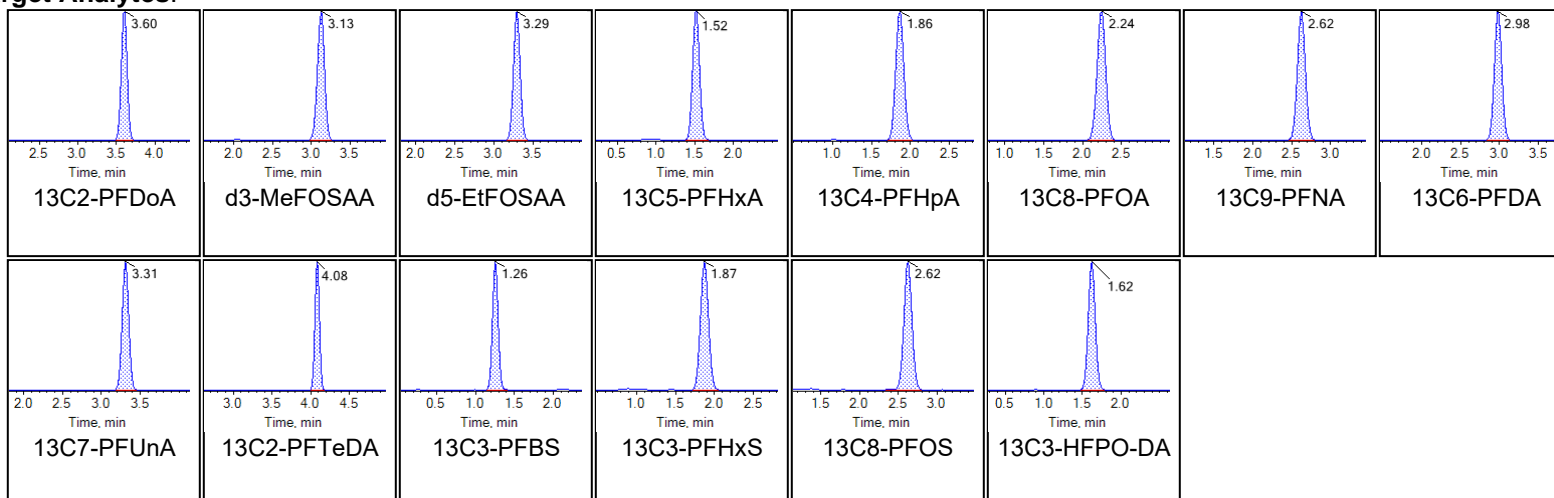 3.60 3.13 3.29 1.52 1.86 2.24 2.62 2.98
2.5 3.0 3.5 4.0 2.0 2.5 3.0 3.5 2.0 2.5 3.0 3.5 0.5 1.0 1.5 2.0 1.0 1.5 2.0 2.5 1.0 1.5 2.0 2.5 1.5 2.0 2.5 3.0 2.0 2.5 3.0 3.5
Time, min Time, min Time, min Time, min Time, min Time, min Time, min Time, min
13C2-PFDoA d3-MeFOSAA d5-EtFOSAA 13C5-PFHxA 13C4-PFHpA 13C8-PFOA 13C9-PFNA 13C6-PFDA
3.31 4.08 1.26 1.87 2.62 1.62
2.0 2.5 3.0 3.5 3.0 3.5 4.0 4.5 0.5 1.0 1.5 2.0 1.0 1.5 2.0 2.5 1.5 2.0 2.5 3.0 0.5 1.0 1.5 2.0
Time, min Time, min Time, min Time, min Time, min Time, min
13C7-PFUnA 13C2-PFTeDA 13C3-PFBS 13C3-PFHxS 13C8-PFOS 13C3-HFPO-DA